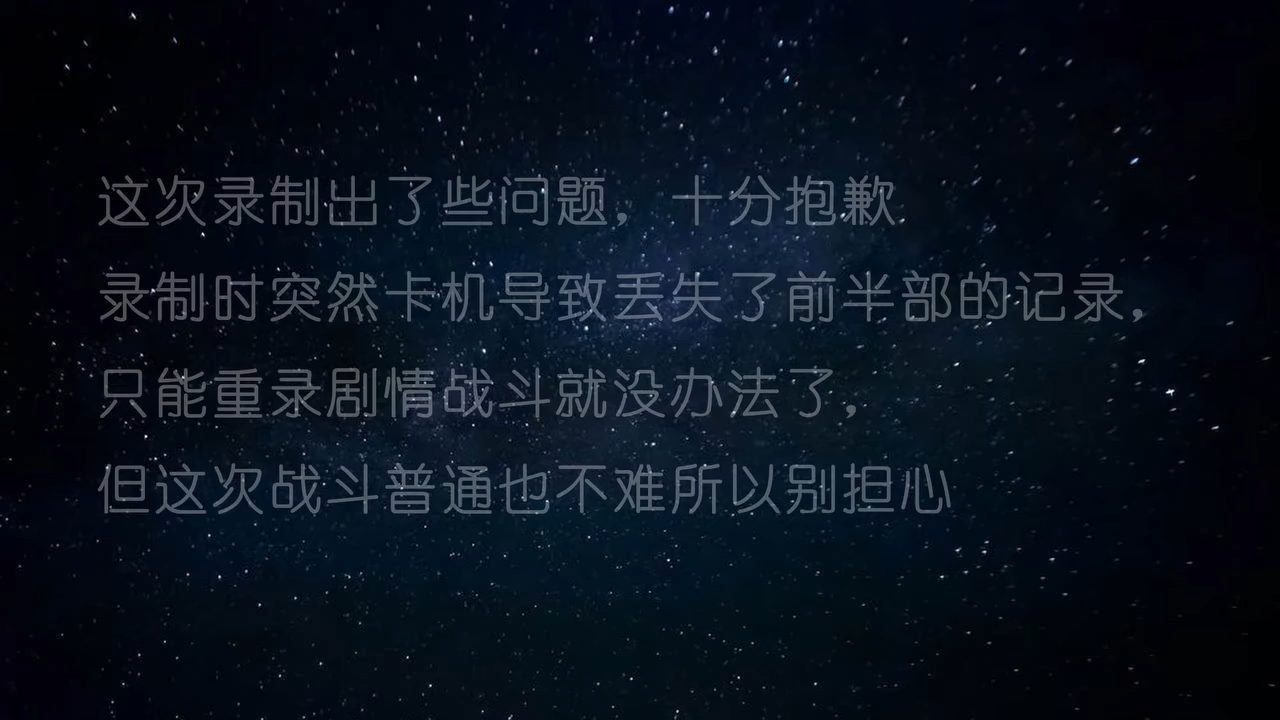 这次录制出了些问题，十分抱歉
录制时突然卡机导致丢失了前半部的记录，
只能重录剧情战斗就没办法了，
但这次战斗普通也不难所以别担心